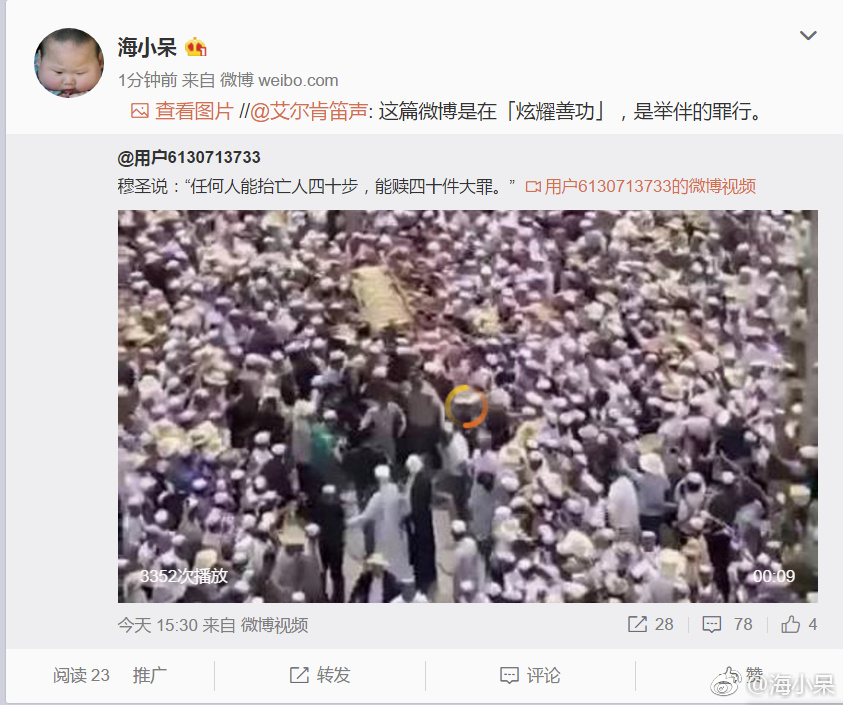 海小呆
1分钟前 来自 微博 weibo.com
查看图片 //@艾尔肯笛声: 这篇微博是在「炫耀善功」，是举伴的罪行。
@用户6130713733
穆圣说：“任何人能抬亡人四十步，能赎四十件大罪。” 用户6130713733的微博视频
3352次播放 00:09
今天 15:30 来自 微博视频 28 78 4
阅读 23 推广 转发 评论 赞
@海小呆